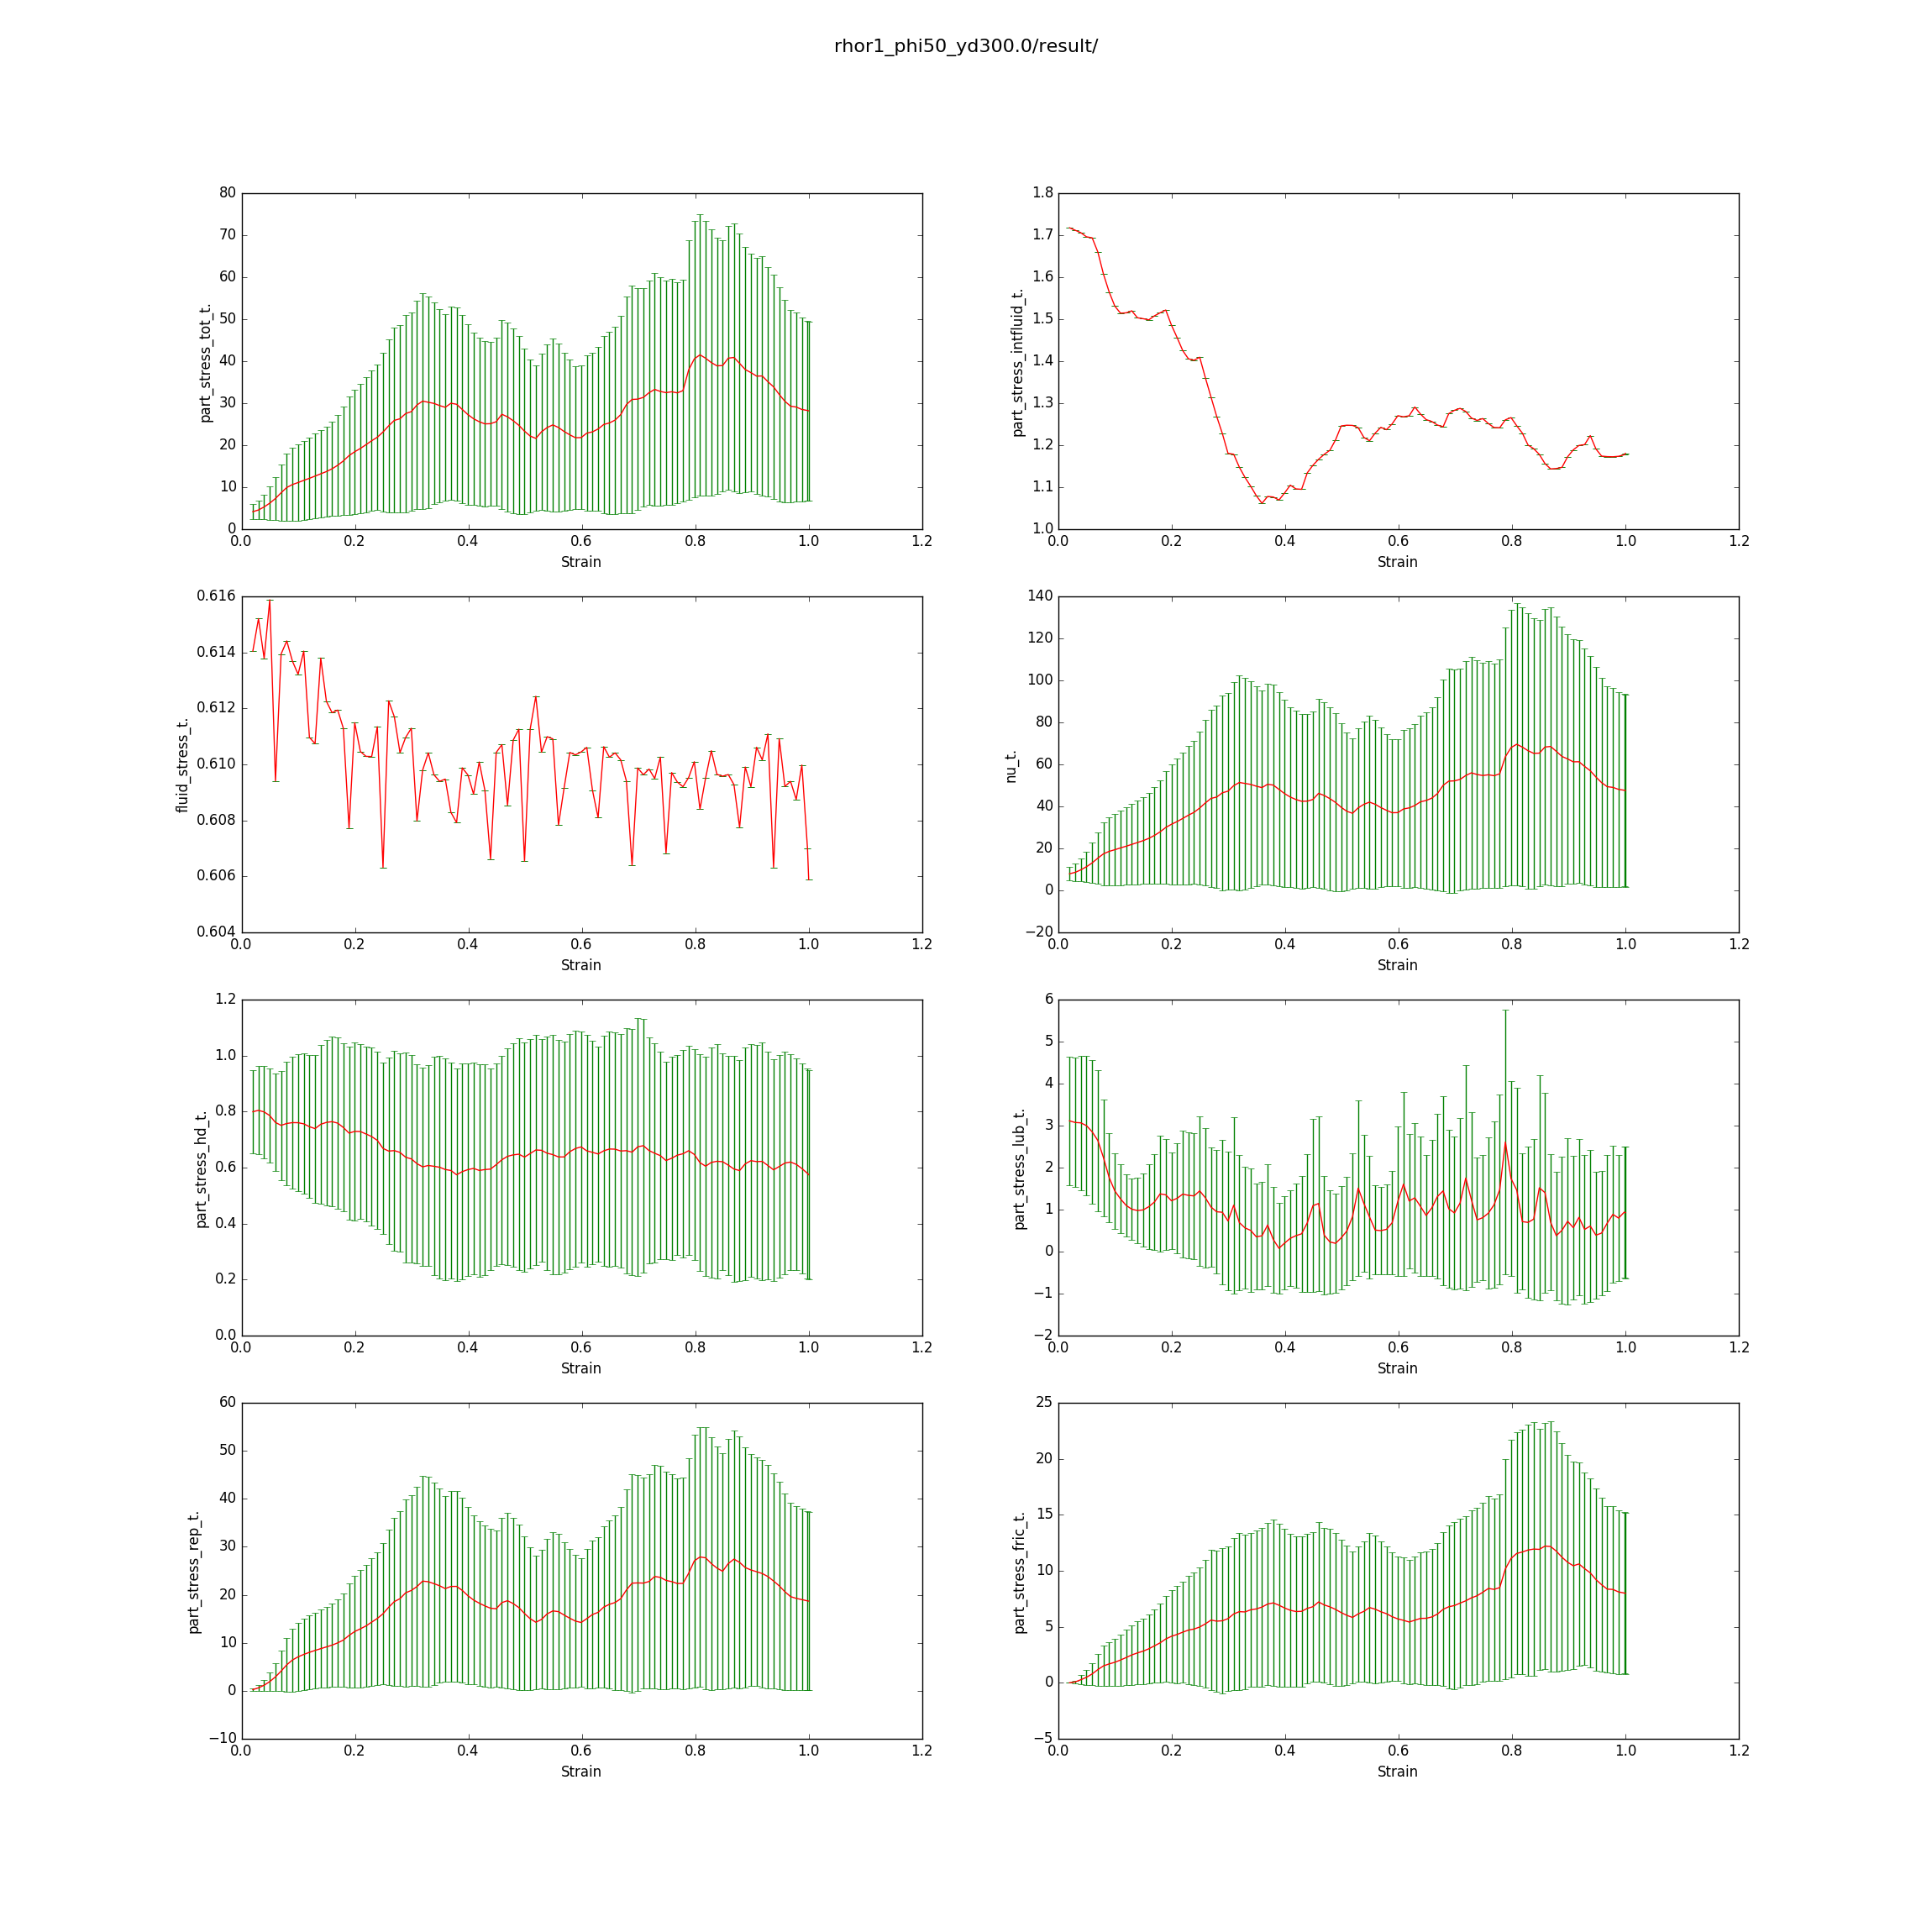 rhor1_phi50_yd300.0/result/
80
70
60
50
40
30
20
10
0
part_stress_tot_t.
0.0 0.2 0.4 0.6 0.8 1.0 1.2
Strain
1.8
1.7
1.6
1.5
1.4
1.3
1.2
1.1
1.0
part_stress_intfluid_t.
0.0 0.2 0.4 0.6 0.8 1.0 1.2
Strain
0.616
0.614
0.612
0.610
0.608
0.606
0.604
fluid_stress_t.
0.0 0.2 0.4 0.6 0.8 1.0 1.2
Strain
140
120
100
80
60
40
20
0
−20
nu_t.
0.0 0.2 0.4 0.6 0.8 1.0 1.2
Strain
1.2
1.0
0.8
0.6
0.4
0.2
0.0
part_stress_hd_t.
0.0 0.2 0.4 0.6 0.8 1.0 1.2
Strain
6
5
4
3
2
1
0
−1
−2
part_stress_lub_t.
0.0 0.2 0.4 0.6 0.8 1.0 1.2
Strain
60
50
40
30
20
10
0
−10
part_stress_rep_t.
0.0 0.2 0.4 0.6 0.8 1.0 1.2
Strain
25
20
15
10
5
0
−5
part_stress_fric_t.
0.0 0.2 0.4 0.6 0.8 1.0 1.2
Strain